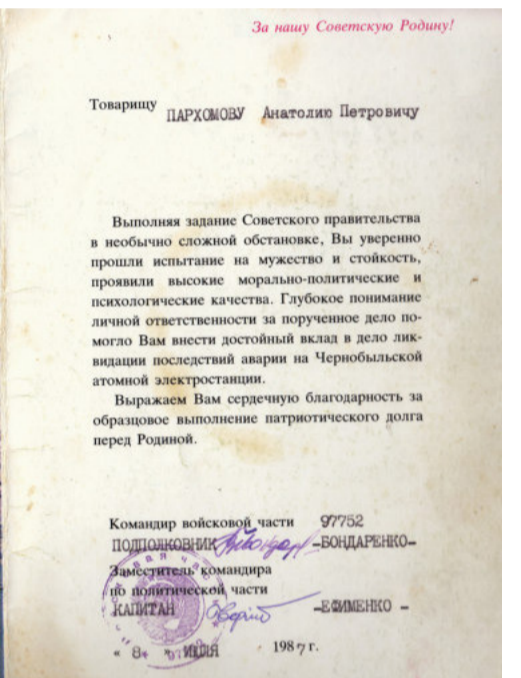 За нашу Советскую Родину!
Товарищу ПАРХОМОВУ Анатолию Петровичу
Выполняя задание Советского правительства
в необычно сложной обстановке, Вы уверенно
прошли испытание на мужество и стойкость,
проявили высокие морально-политические и
психологические качества. Глубокое понимание
личной ответственности за порученное дело по-
могло Вам внести достойный вклад в дело лик-
видации последствий аварии на Чернобыльской
атомной электростанции.
Выражаем Вам сердечную благодарность за
образцовое выполнение патриотического долга
перед Родиной.
Командир войсковой части 97752
ПОДПОЛКОВНИК -БОНДАРЕНКО-
Заместитель командира
по политической части
КАПИТАН -ЕФИМЕНКО -
« 8 » ИЮЛЯ 1987 г.